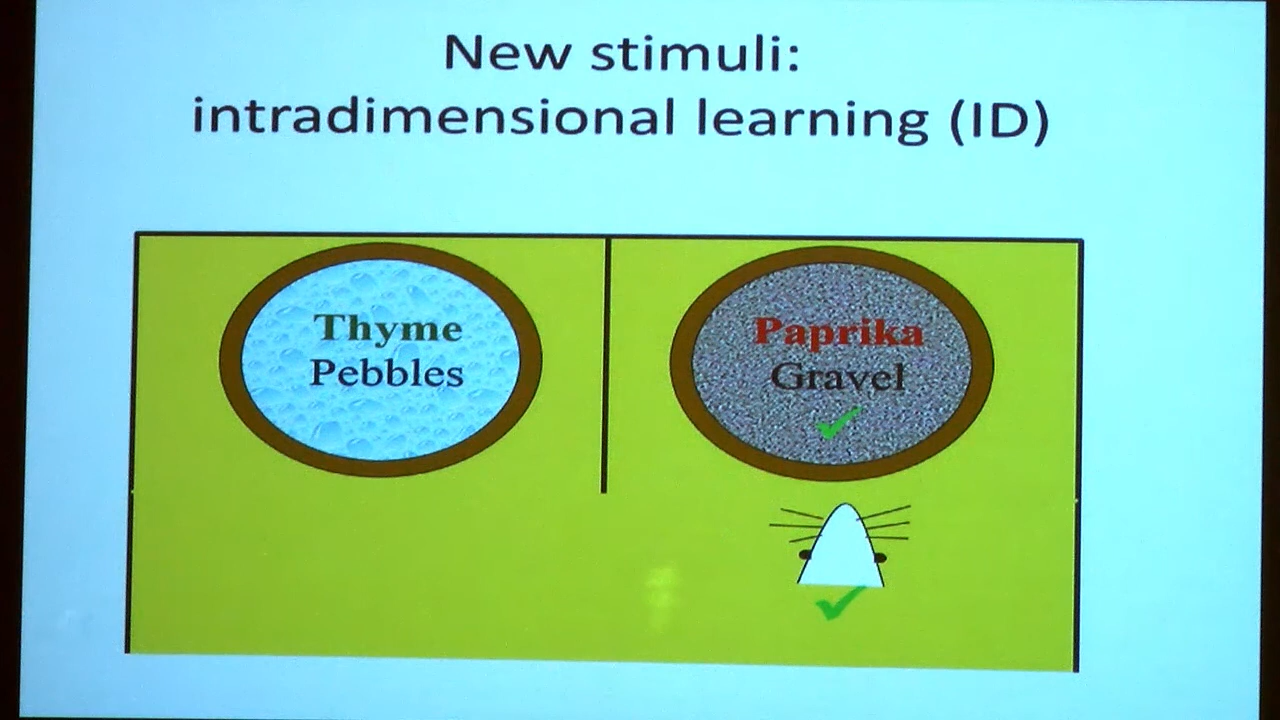 New stimuli:
intradimensional learning (ID)
Thyme
Pebbles
Paprika
Gravel